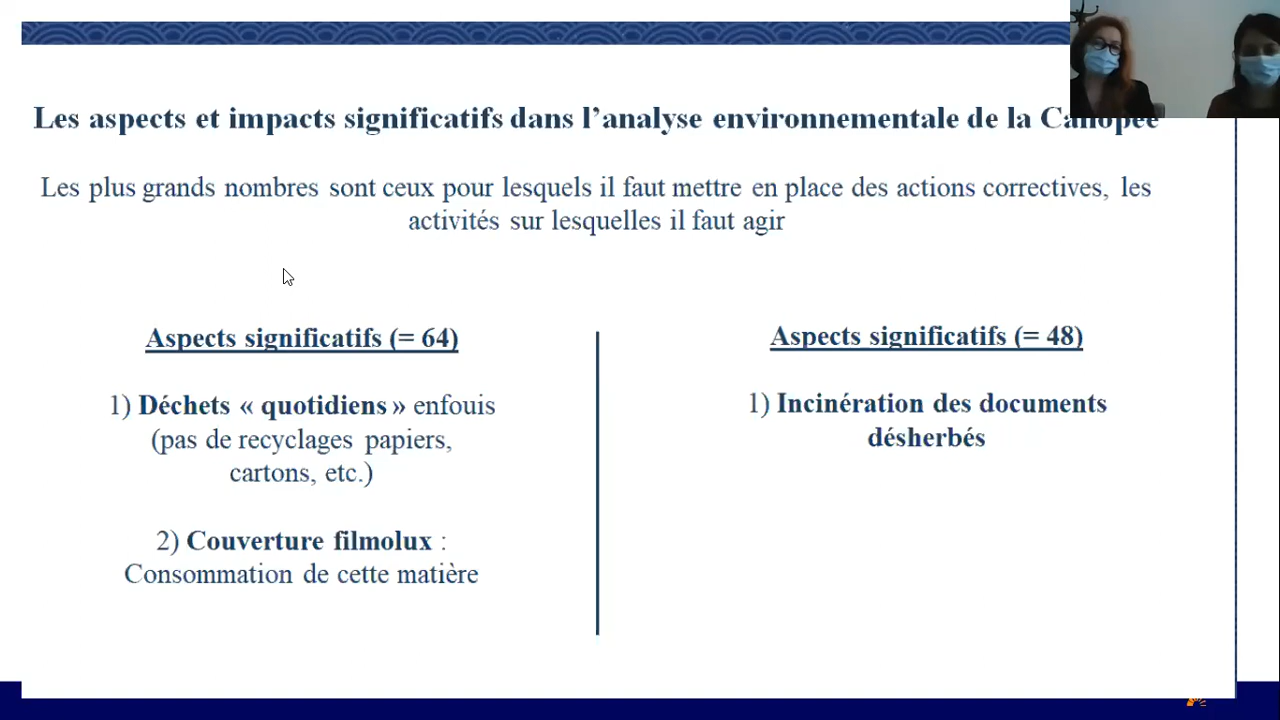 Les aspects et impacts significatifs dans l’analyse environnementale de la Canopée
Les plus grands nombres sont ceux pour lesquels il faut mettre en place des actions correctives, les
activités sur lesquelles il faut agir
Aspects significatifs (= 64)
1) Déchets « quotidiens » enfouis
(pas de recyclages papiers,
cartons, etc.)
2) Couverture filmolux :
Consommation de cette matière
Aspects significatifs (= 48)
1) Incinération des documents
désherbés